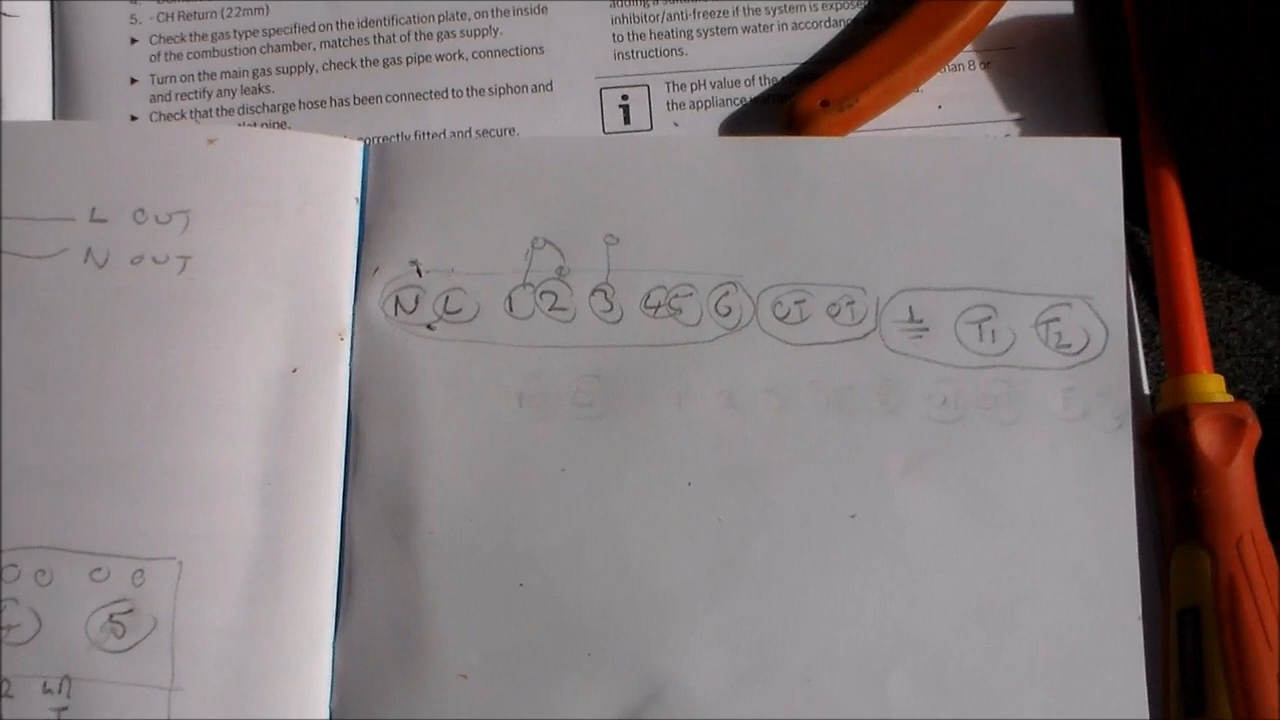 5. - CH Return (22mm)
► Check the gas type specified on the identification plate, on the inside
of the combustion chamber, matches that of the gas supply.
► Turn on the main gas supply, check the gas pipe work, connections
and rectify any leaks.
► Check that the discharge hose has been connected to the siphon and
correctly fitted and secure.
inhibitor/anti-freeze if the system is
to the heating system water in
instructions.
i
The pH value of the
than 8 or
the appliance
L OUT
N OUT
N L 1 2 3 4 5 6 OT OT T1 T2
5